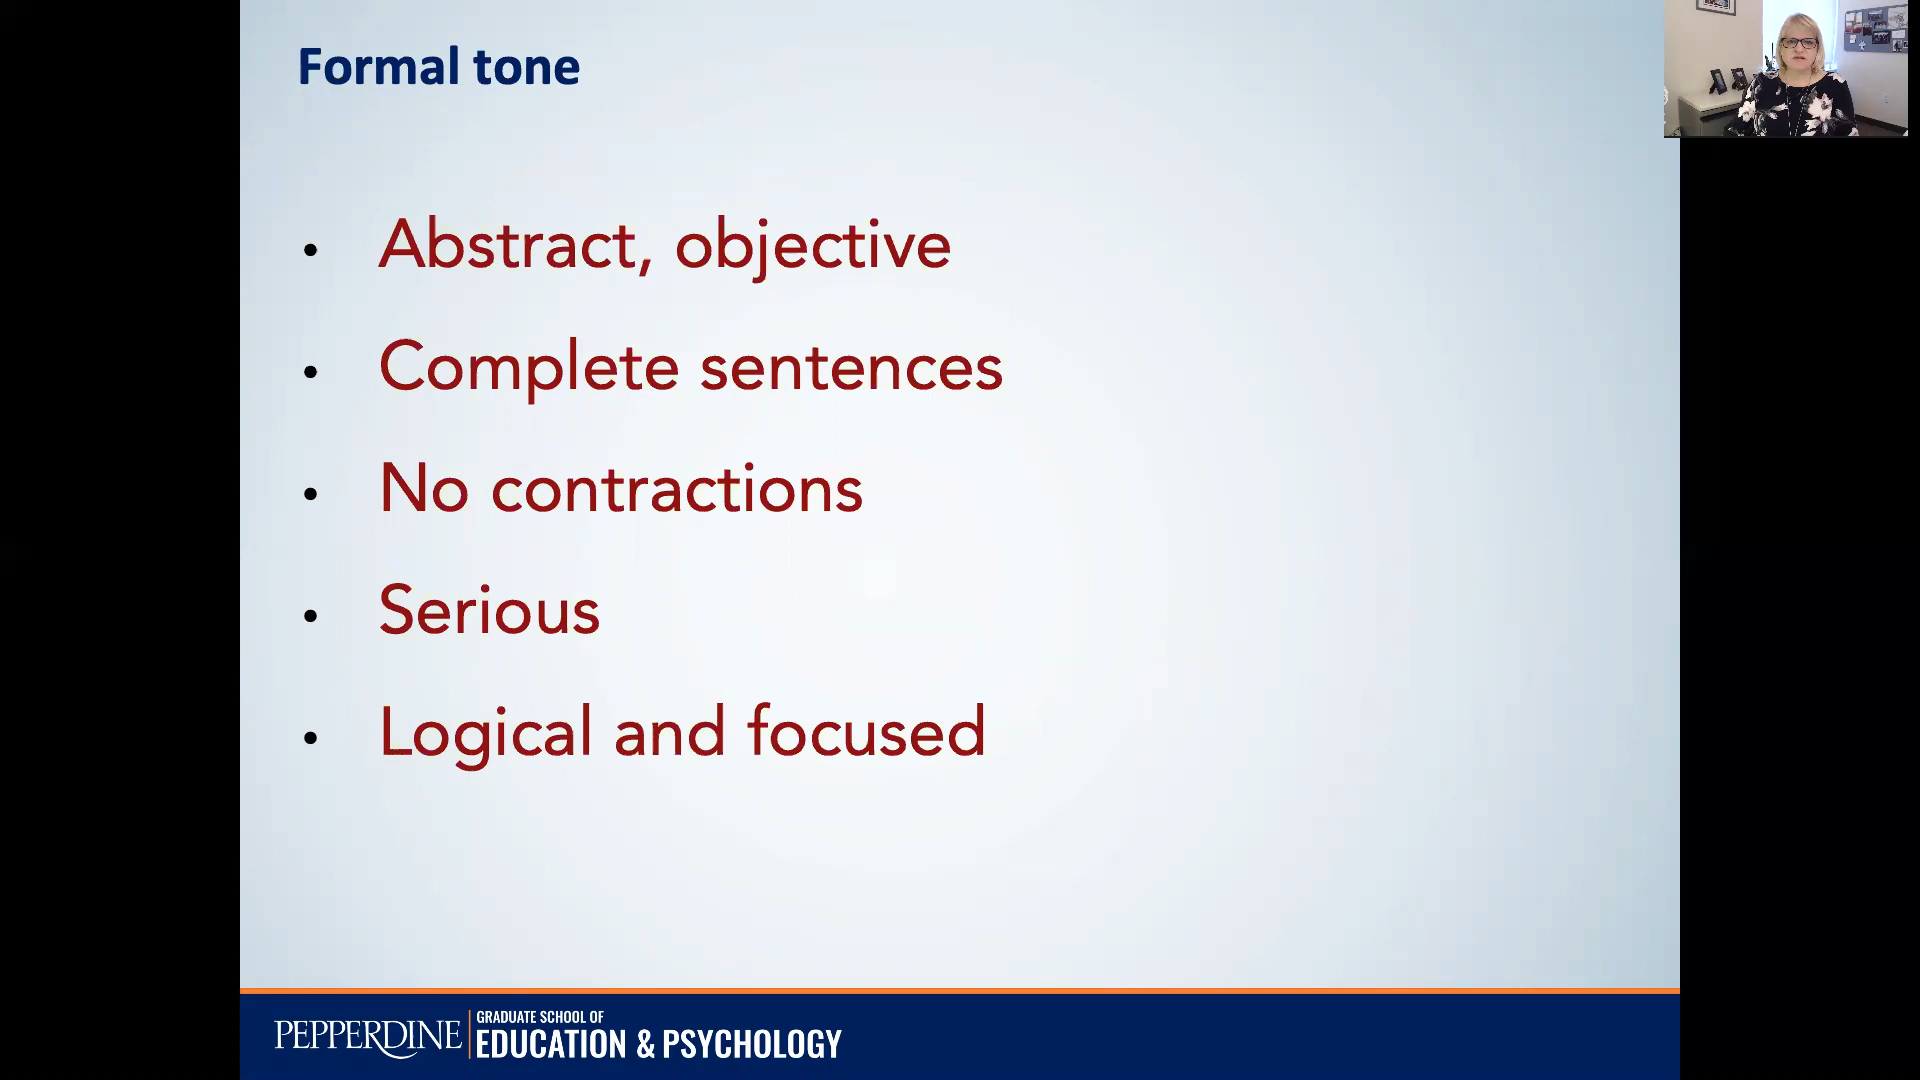 Formal tone
• Abstract, objective
• Complete sentences
• No contractions
• Serious
• Logical and focused
PEPPERDINE
GRADUATE SCHOOL OF
EDUCATION & PSYCHOLOGY